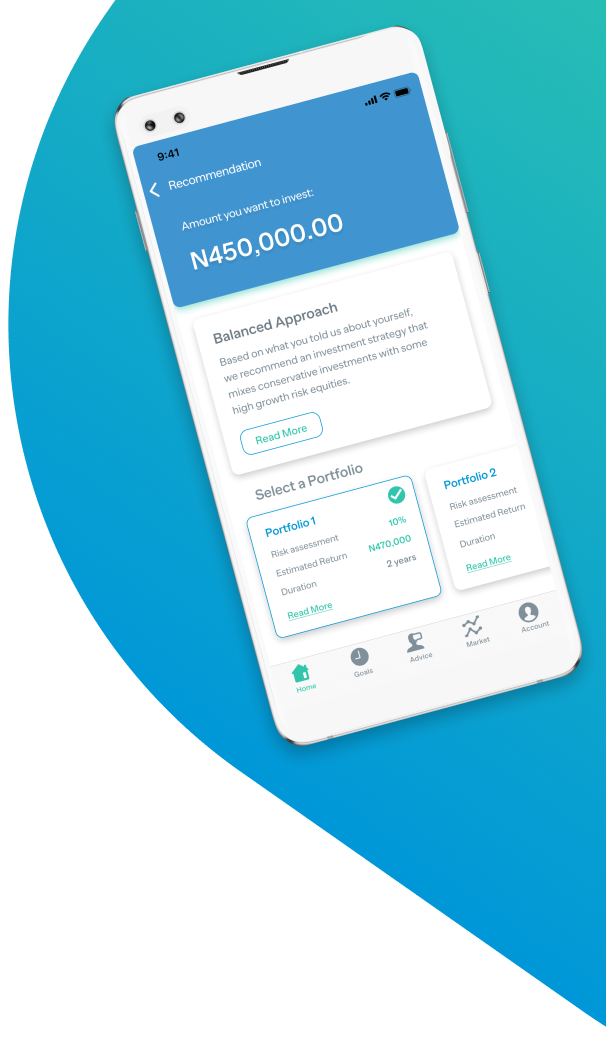 9:41
Recommendation
Amount you want to invest:
N450,000.00
Balanced Approach
Based on what you told us about yourself,
we recommend an investment strategy that
mixes conservative investments with some
high growth risk equities.
Read More
Select a Portfolio
Portfolio 1
Risk assessment 10%
Estimated Return N470,000
Duration 2 years
Read More
Portfolio 2
Risk assessment
Estimated Return
Duration
Read More
Home
Goals
Advice
Market
Account